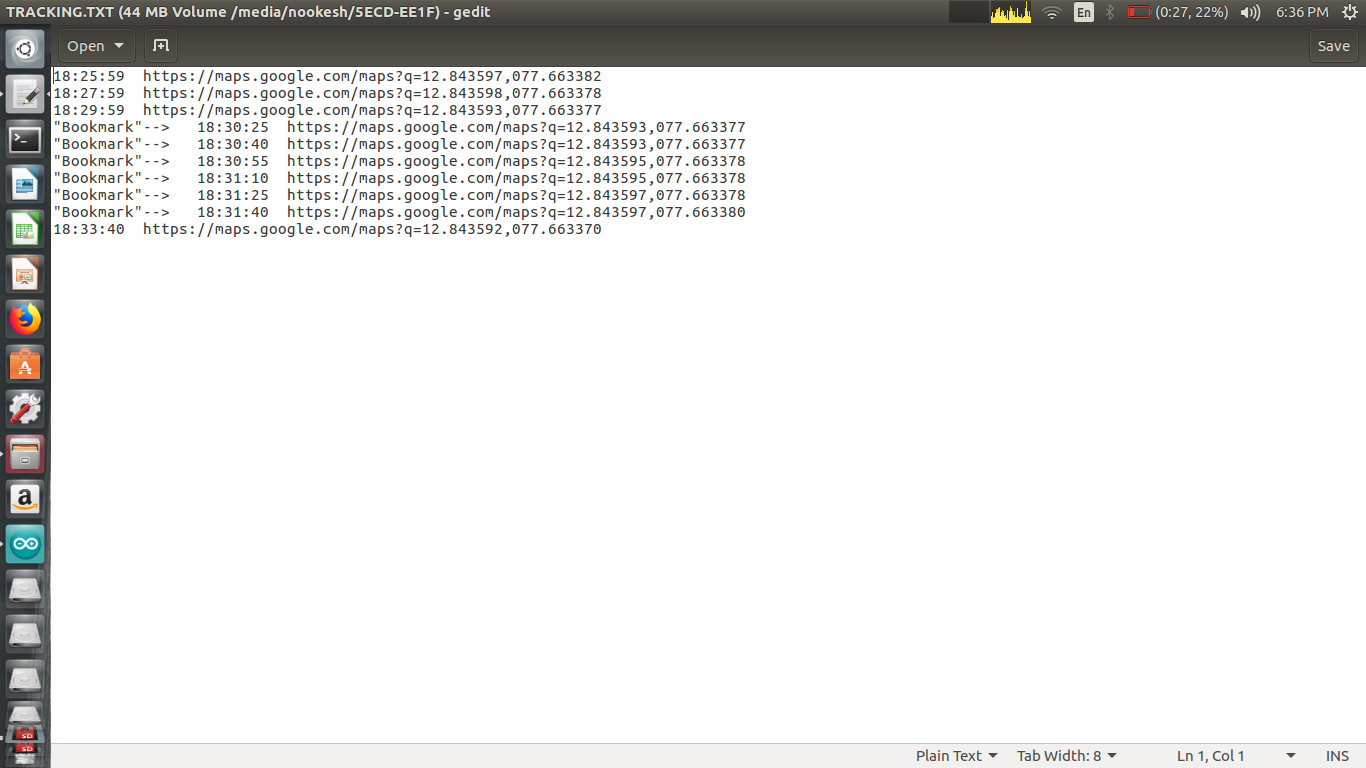 TRACKING.TXT (44 MB Volume /media/nookesh/5ECD-EE1F) - gedit
En
(0:27, 22%)
6:36 PM
Open
Save
18:25:59  https://maps.google.com/maps?q=12.843597,077.663382
18:27:59  https://maps.google.com/maps?q=12.843598,077.663378
18:29:59  https://maps.google.com/maps?q=12.843593,077.663377
"Bookmark"-->   18:30:25  https://maps.google.com/maps?q=12.843593,077.663377
"Bookmark"-->   18:30:40  https://maps.google.com/maps?q=12.843593,077.663377
"Bookmark"-->   18:30:55  https://maps.google.com/maps?q=12.843595,077.663378
"Bookmark"-->   18:31:10  https://maps.google.com/maps?q=12.843595,077.663378
"Bookmark"-->   18:31:25  https://maps.google.com/maps?q=12.843597,077.663378
"Bookmark"-->   18:31:40  https://maps.google.com/maps?q=12.843597,077.663380
18:33:40  https://maps.google.com/maps?q=12.843592,077.663370
a
SD
SD
Plain Text
Tab Width: 8
Ln 1, Col 1
INS